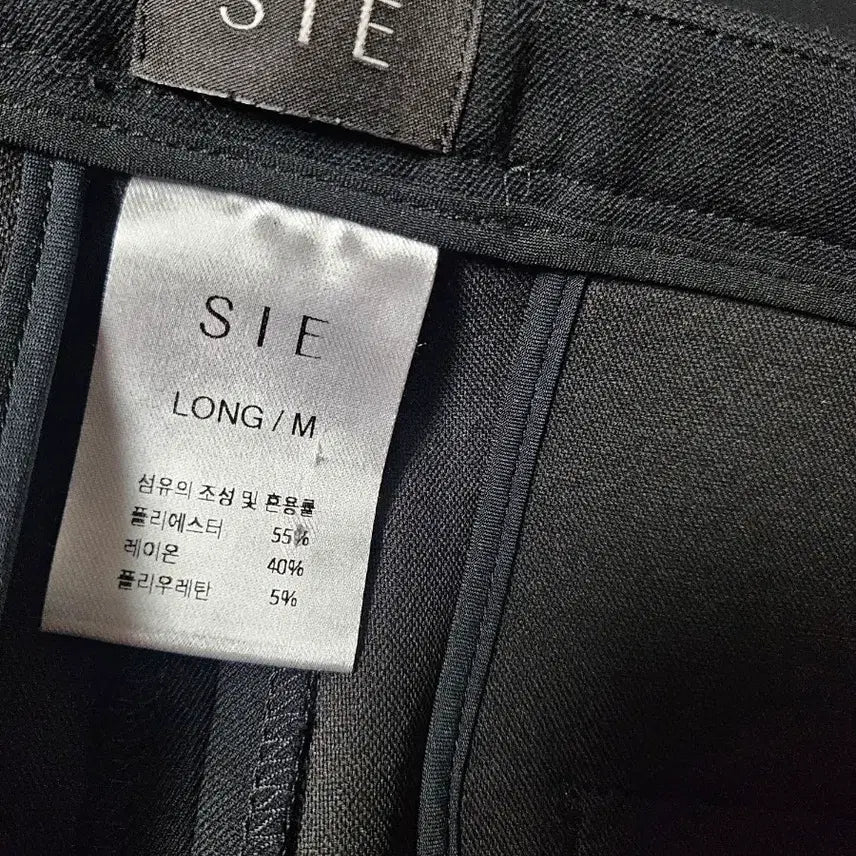 SIE
SIE
LONG / M
섬유의 조성 및 혼용률
폴리에스터 55%
레이온 40%
폴리우레탄 5%